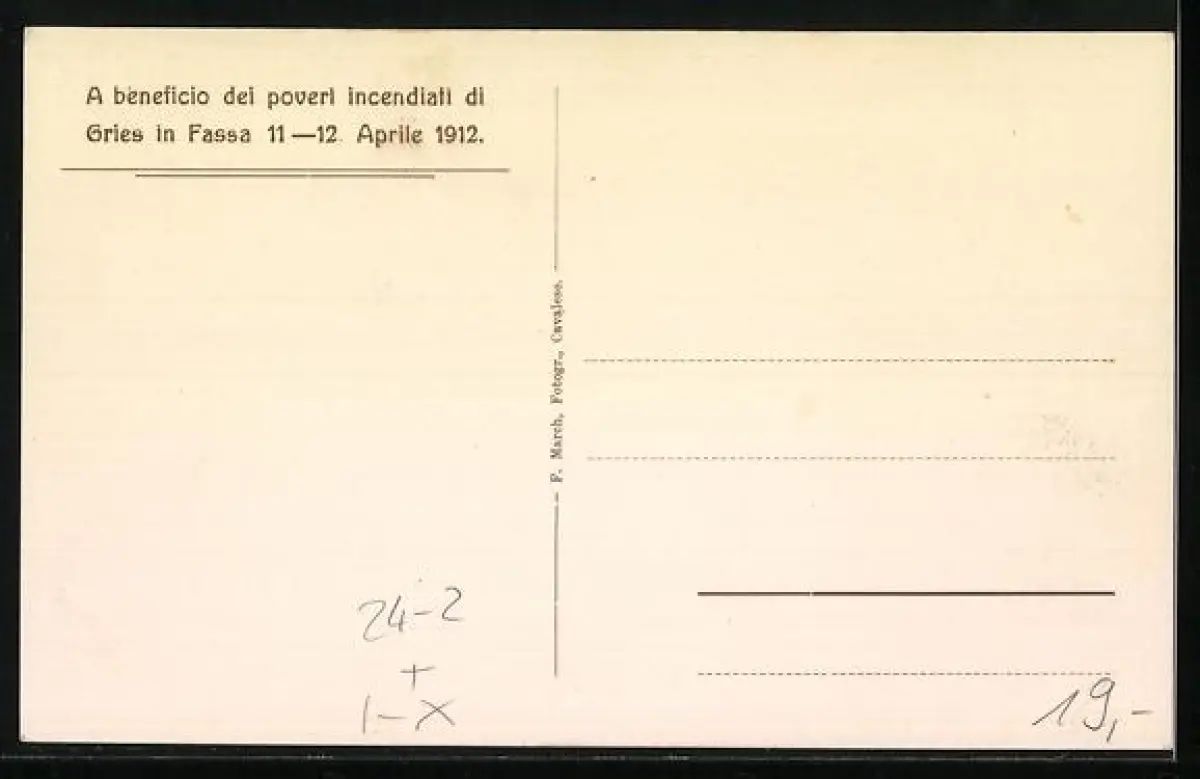 A beneficio dei poveri incendiati di
Gries in Fassa 11—12. Aprile 1912.
F. March, Fotogr., Cavalese.
24-2
+
1-X
19,-